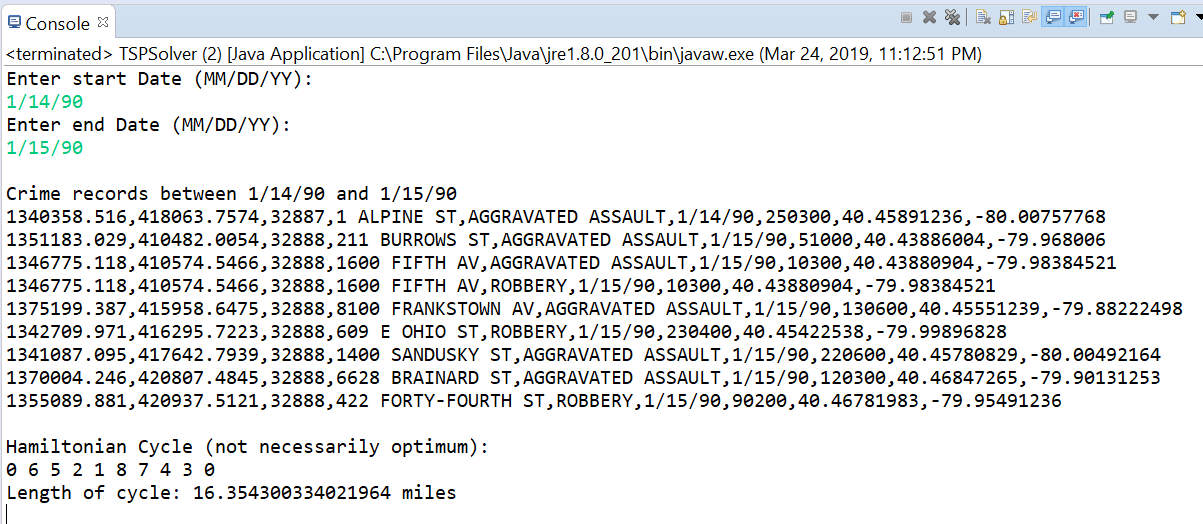 Console
<terminated> TSPSolver (2) [Java Application] C:\Program Files\Java\jre1.8.0_201\bin\javaw.exe (Mar 24, 2019, 11:12:51 PM)
Enter start Date (MM/DD/YY):
1/14/90
Enter end Date (MM/DD/YY):
1/15/90
Crime records between 1/14/90 and 1/15/90
1340358.516,418063.7574,32887,1 ALPINE ST,AGGRAVATED ASSAULT,1/14/90,250300,40.45891236,-80.00757768
1351183.029,410482.0054,32888,211 BURROWS ST,AGGRAVATED ASSAULT,1/15/90,51000,40.43886004,-79.968006
1346775.118,410574.5466,32888,1600 FIFTH AV,AGGRAVATED ASSAULT,1/15/90,10300,40.43880904,-79.98384521
1346775.118,410574.5466,32888,1600 FIFTH AV,ROBBERY,1/15/90,10300,40.43880904,-79.98384521
1375199.387,415958.6475,32888,8100 FRANKSTOWN AV,AGGRAVATED ASSAULT,1/15/90,130600,40.45551239,-79.88222498
1342709.971,416295.7223,32888,609 E OHIO ST,ROBBERY,1/15/90,230400,40.45422538,-79.99896828
1341087.095,417642.7939,32888,1400 SANDUSKY ST,AGGRAVATED ASSAULT,1/15/90,220600,40.45780829,-80.00492164
1370004.246,420807.4845,32888,6628 BRAINARD ST,AGGRAVATED ASSAULT,1/15/90,120300,40.46847265,-79.90131253
1355089.881,420937.5121,32888,422 FORTY-FOURTH ST,ROBBERY,1/15/90,90200,40.46781983,-79.95491236
Hamiltonian Cycle (not necessarily optimum):
0 6 5 2 1 8 7 4 3 0
Length of cycle: 16.354300334021964 miles